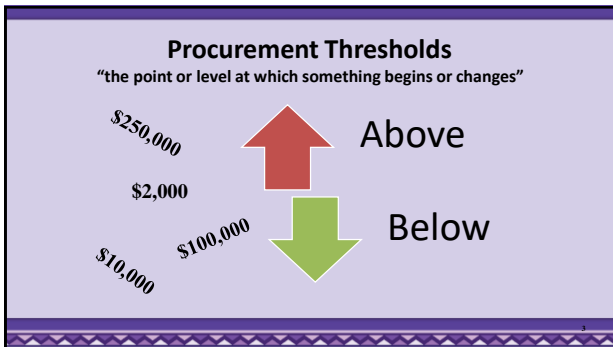 Procurement Thresholds
“the point or level at which something begins or changes”
$250,000
Above
$2,000
$100,000
Below
$10,000
3